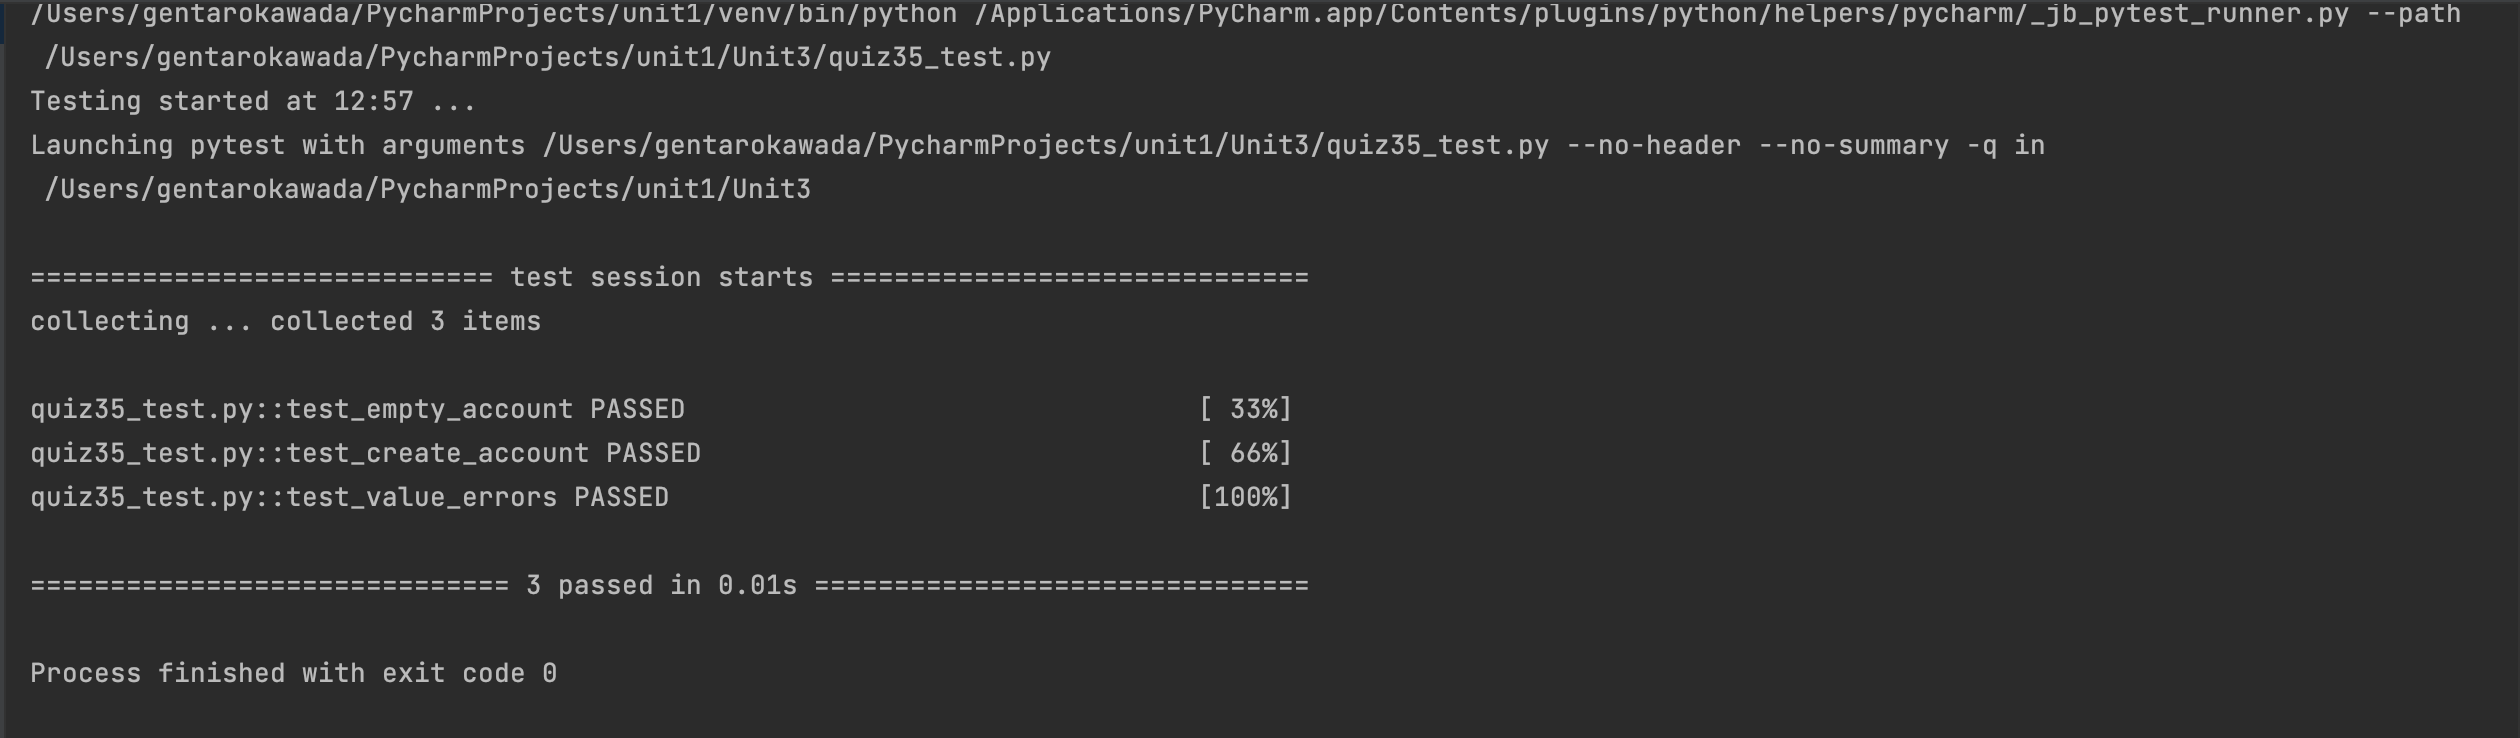 /Users/gentarokawada/PycharmProjects/unit1/venv/bin/python /Applications/PyCharm.app/Contents/plugins/python/helpers/pycharm/_jb_pytest_runner.py --path
/Users/gentarokawada/PycharmProjects/unit1/Unit3/quiz35_test.py
Testing started at 12:57 ...
Launching pytest with arguments /Users/gentarokawada/PycharmProjects/unit1/Unit3/quiz35_test.py --no-header --no-summary -q in
/Users/gentarokawada/PycharmProjects/unit1/Unit3
============================= test session starts ==============================
collecting ... collected 3 items
quiz35_test.py::test_empty_account PASSED [ 33%]
quiz35_test.py::test_create_account PASSED [ 66%]
quiz35_test.py::test_value_errors PASSED [100%]
============================== 3 passed in 0.01s ===============================
Process finished with exit code 0